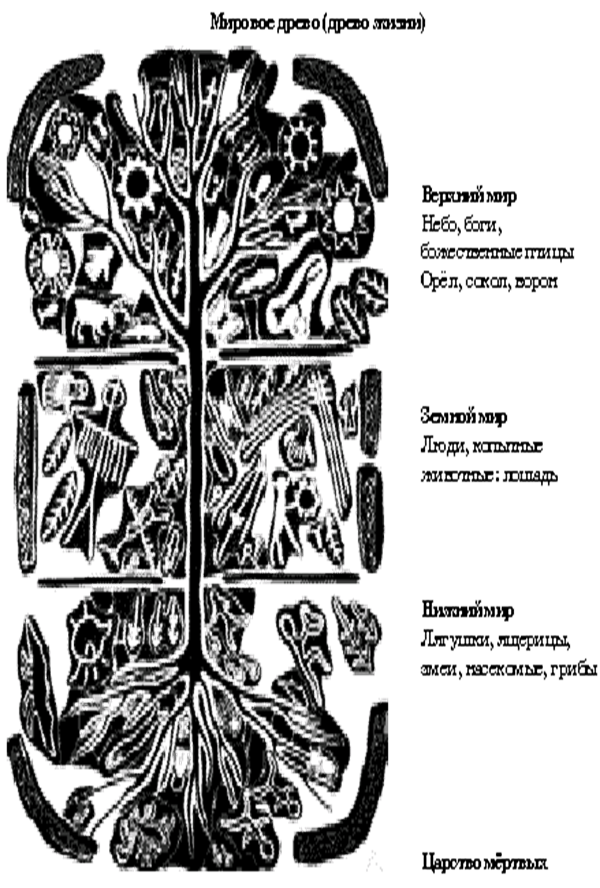 Мировое древо (древо жизни)
Верхний мир
Небо, боги,
божественные птицы
Орёл, сокол, ворон
Земной мир
Люди, копытные
животные: лошадь
Нижний мир
Лягушки, ящерицы,
змеи, насекомые, грибы
Царство мёртвых